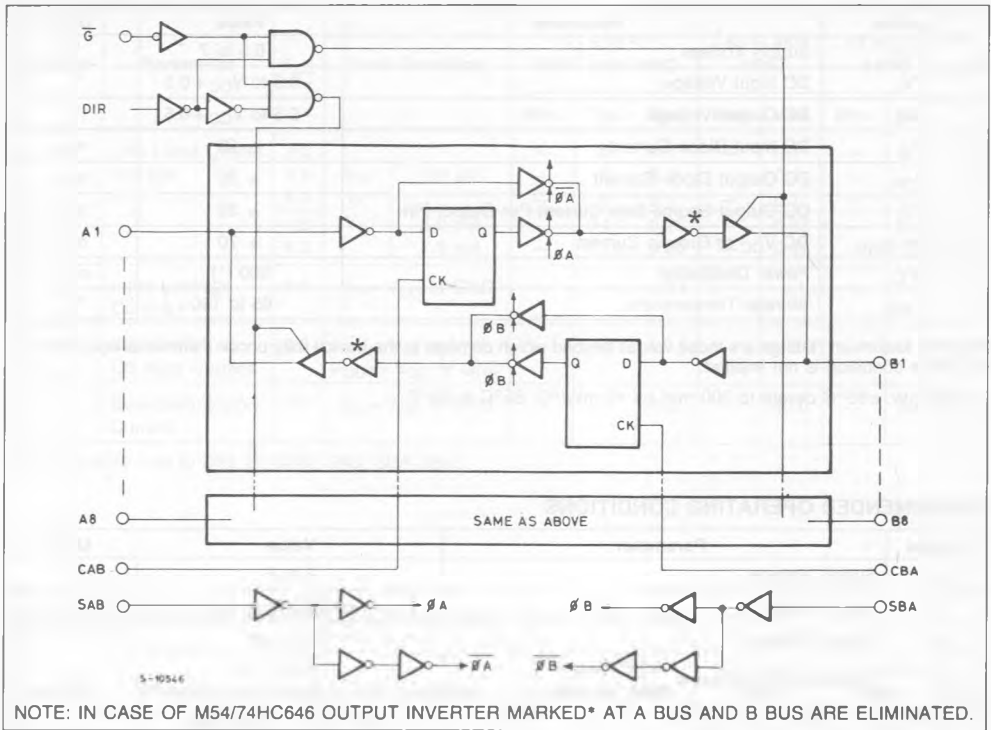 G̅
DIR
A1
ØA̅
*
D
Q
ØA
CK
ØB
*
ØB
Q
D
B1
CK
A8
SAME AS ABOVE
B8
CAB
CBA
SAB
ØA
ØB
SBA
ØA̅
ØB̅
S-10546
NOTE: IN CASE OF M54/74HC646 OUTPUT INVERTER MARKED* AT A BUS AND B BUS ARE ELIMINATED.